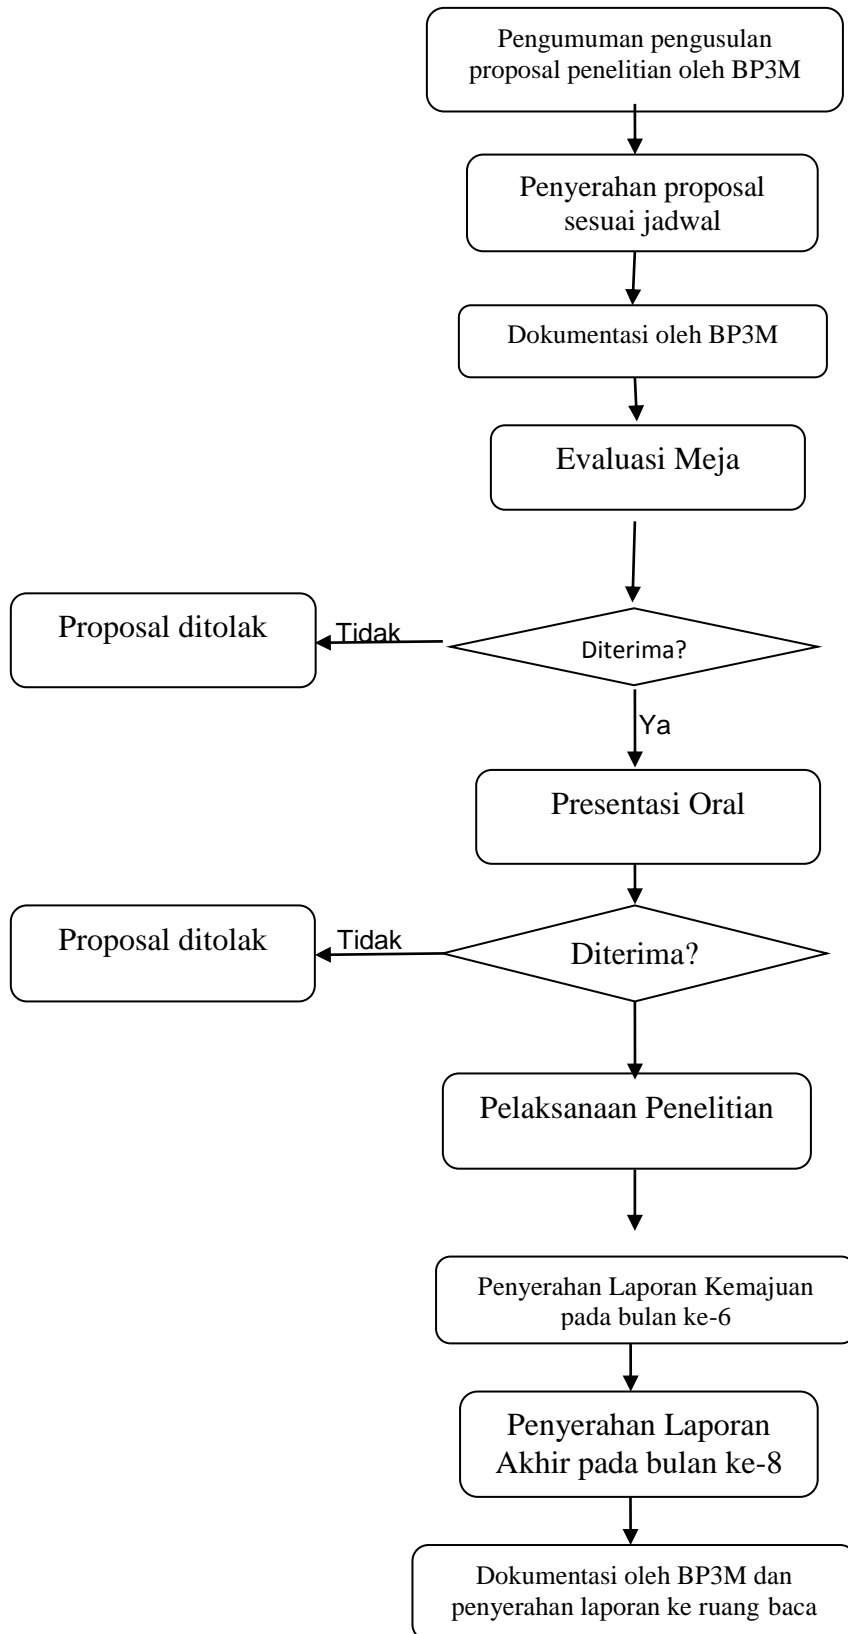 Pengumuman pengusulan
proposal penelitian oleh BP3M
Penyerahan proposal
sesuai jadwal
Dokumentasi oleh BP3M
Evaluasi Meja
Proposal ditolak
Tidak
Diterima?
Ya
Presentasi Oral
Proposal ditolak
Tidak
Diterima?
Pelaksanaan Penelitian
Penyerahan Laporan Kemajuan
pada bulan ke-6
Penyerahan Laporan
Akhir pada bulan ke-8
Dokumentasi oleh BP3M dan
penyerahan laporan ke ruang baca